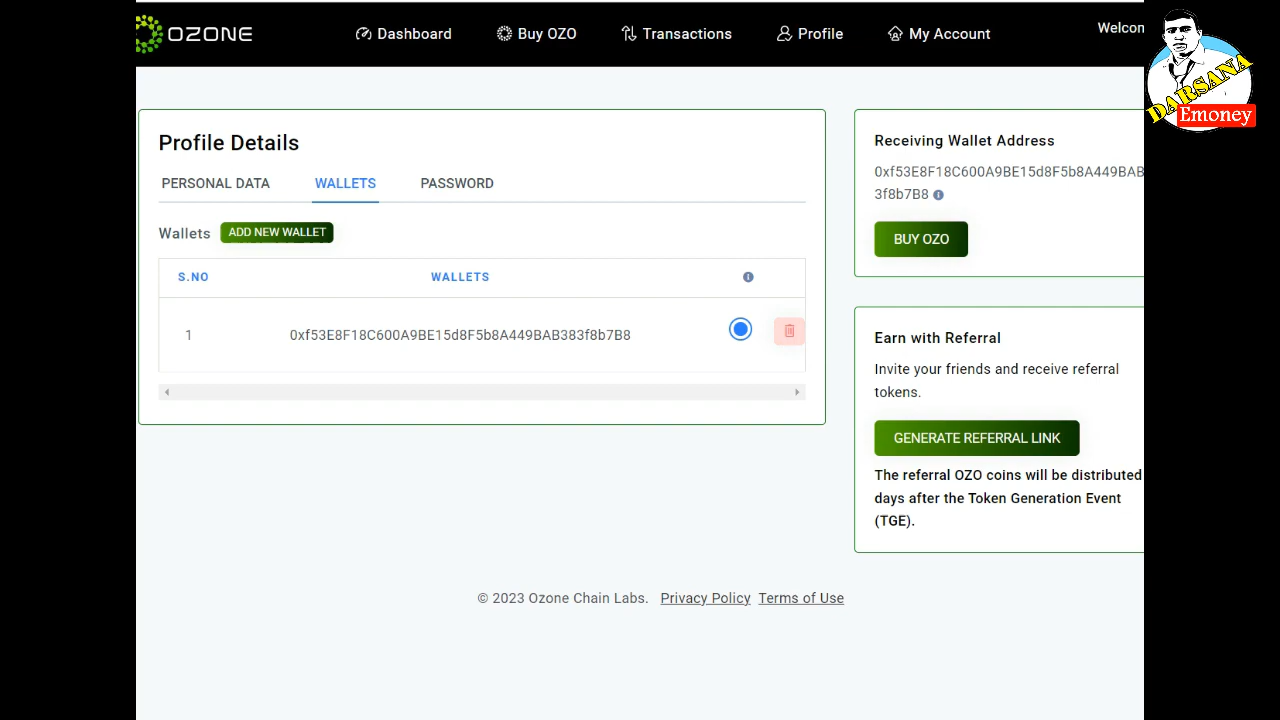 OZONE
Dashboard
Buy OZO
Transactions
Profile
My Account
Welcom
DARSANA
Emoney
Profile Details
PERSONAL DATA
WALLETS
PASSWORD
Wallets
ADD NEW WALLET
S.NO
WALLETS
1
0xf53E8F18C600A9BE15d8F5b8A449BAB383f8b7B8
Receiving Wallet Address
0xf53E8F18C600A9BE15d8F5b8A449BAB
3f8b7B8
BUY OZO
Earn with Referral
Invite your friends and receive referral
tokens.
GENERATE REFERRAL LINK
The referral OZO coins will be distributed
days after the Token Generation Event
(TGE).
© 2023 Ozone Chain Labs. Privacy Policy Terms of Use